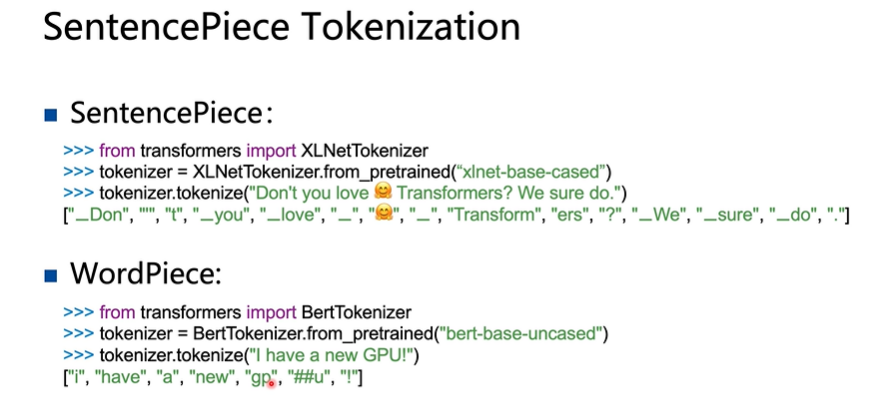 SentencePiece Tokenization
SentencePiece:
>>> from transformers import XLNetTokenizer
>>> tokenizer = XLNetTokenizer.from_pretrained("xlnet-base-cased")
>>> tokenizer.tokenize("Don't you love 🤗 Transformers? We sure do.")
["▁Don", "'", "t", "▁you", "▁love", "▁", "🤗", "▁", "Transform", "ers", "?", "▁We", "▁sure", "▁do", "."]
WordPiece:
>>> from transformers import BertTokenizer
>>> tokenizer = BertTokenizer.from_pretrained("bert-base-uncased")
>>> tokenizer.tokenize("I have a new GPU!")
["i", "have", "a", "new", "gp", "##u", "!"]